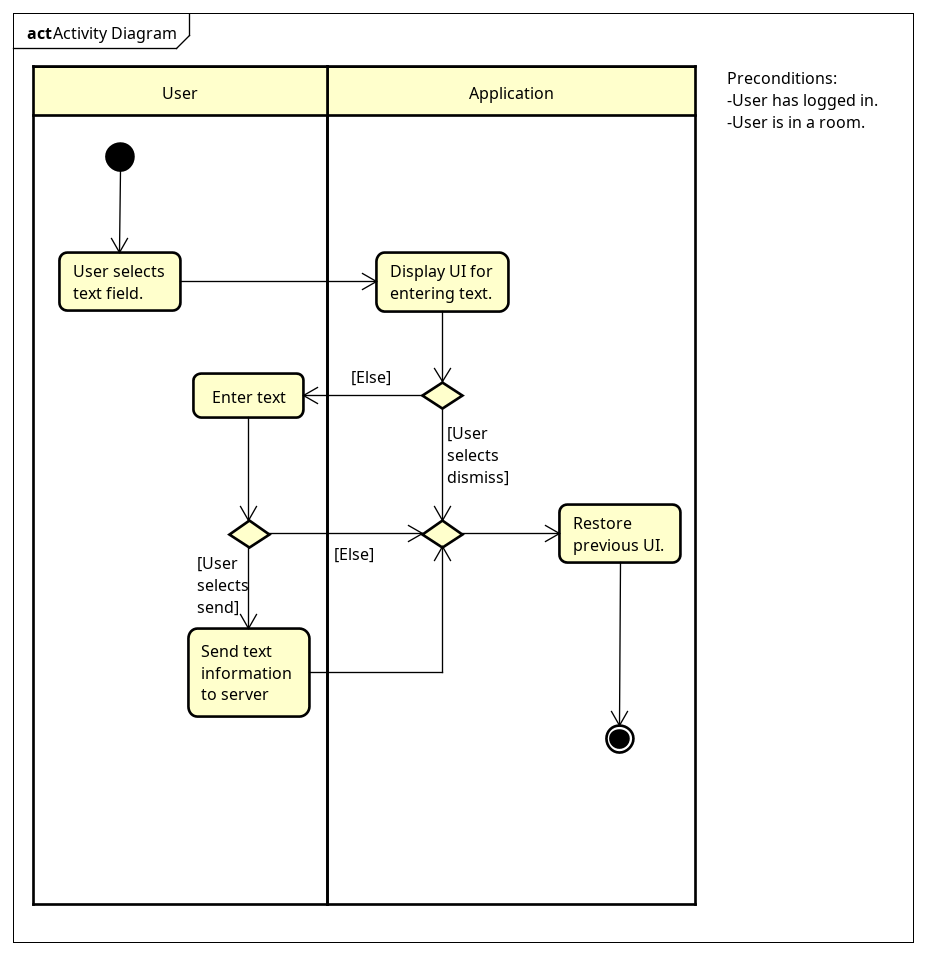 act Activity Diagram
User
Application
Preconditions:
-User has logged in.
-User is in a room.
User selects
text field.
Display UI for
entering text.
[Else]
Enter text
[User
selects
dismiss]
Restore
previous UI.
[Else]
[User
selects
send]
Send text
information
to server